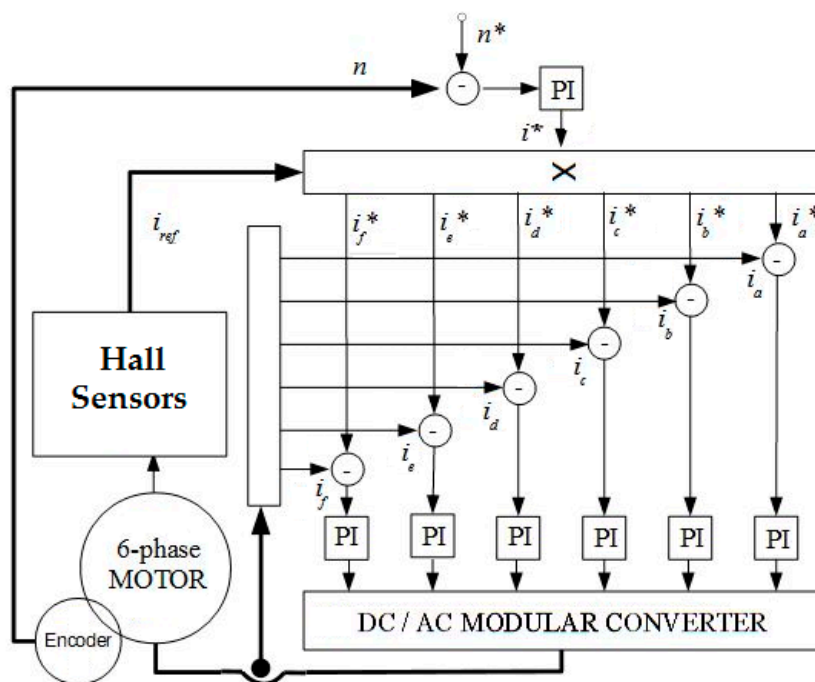 n*
n
-
PI
i*
X
i_ref
i_f*
i_e*
i_d*
i_c*
i_b*
i_a*
-
i_a
-
i_b
-
i_c
-
i_d
-
i_e
-
i_f
Hall
Sensors
PI
PI
PI
PI
PI
PI
6-phase
MOTOR
Encoder
DC / AC MODULAR CONVERTER